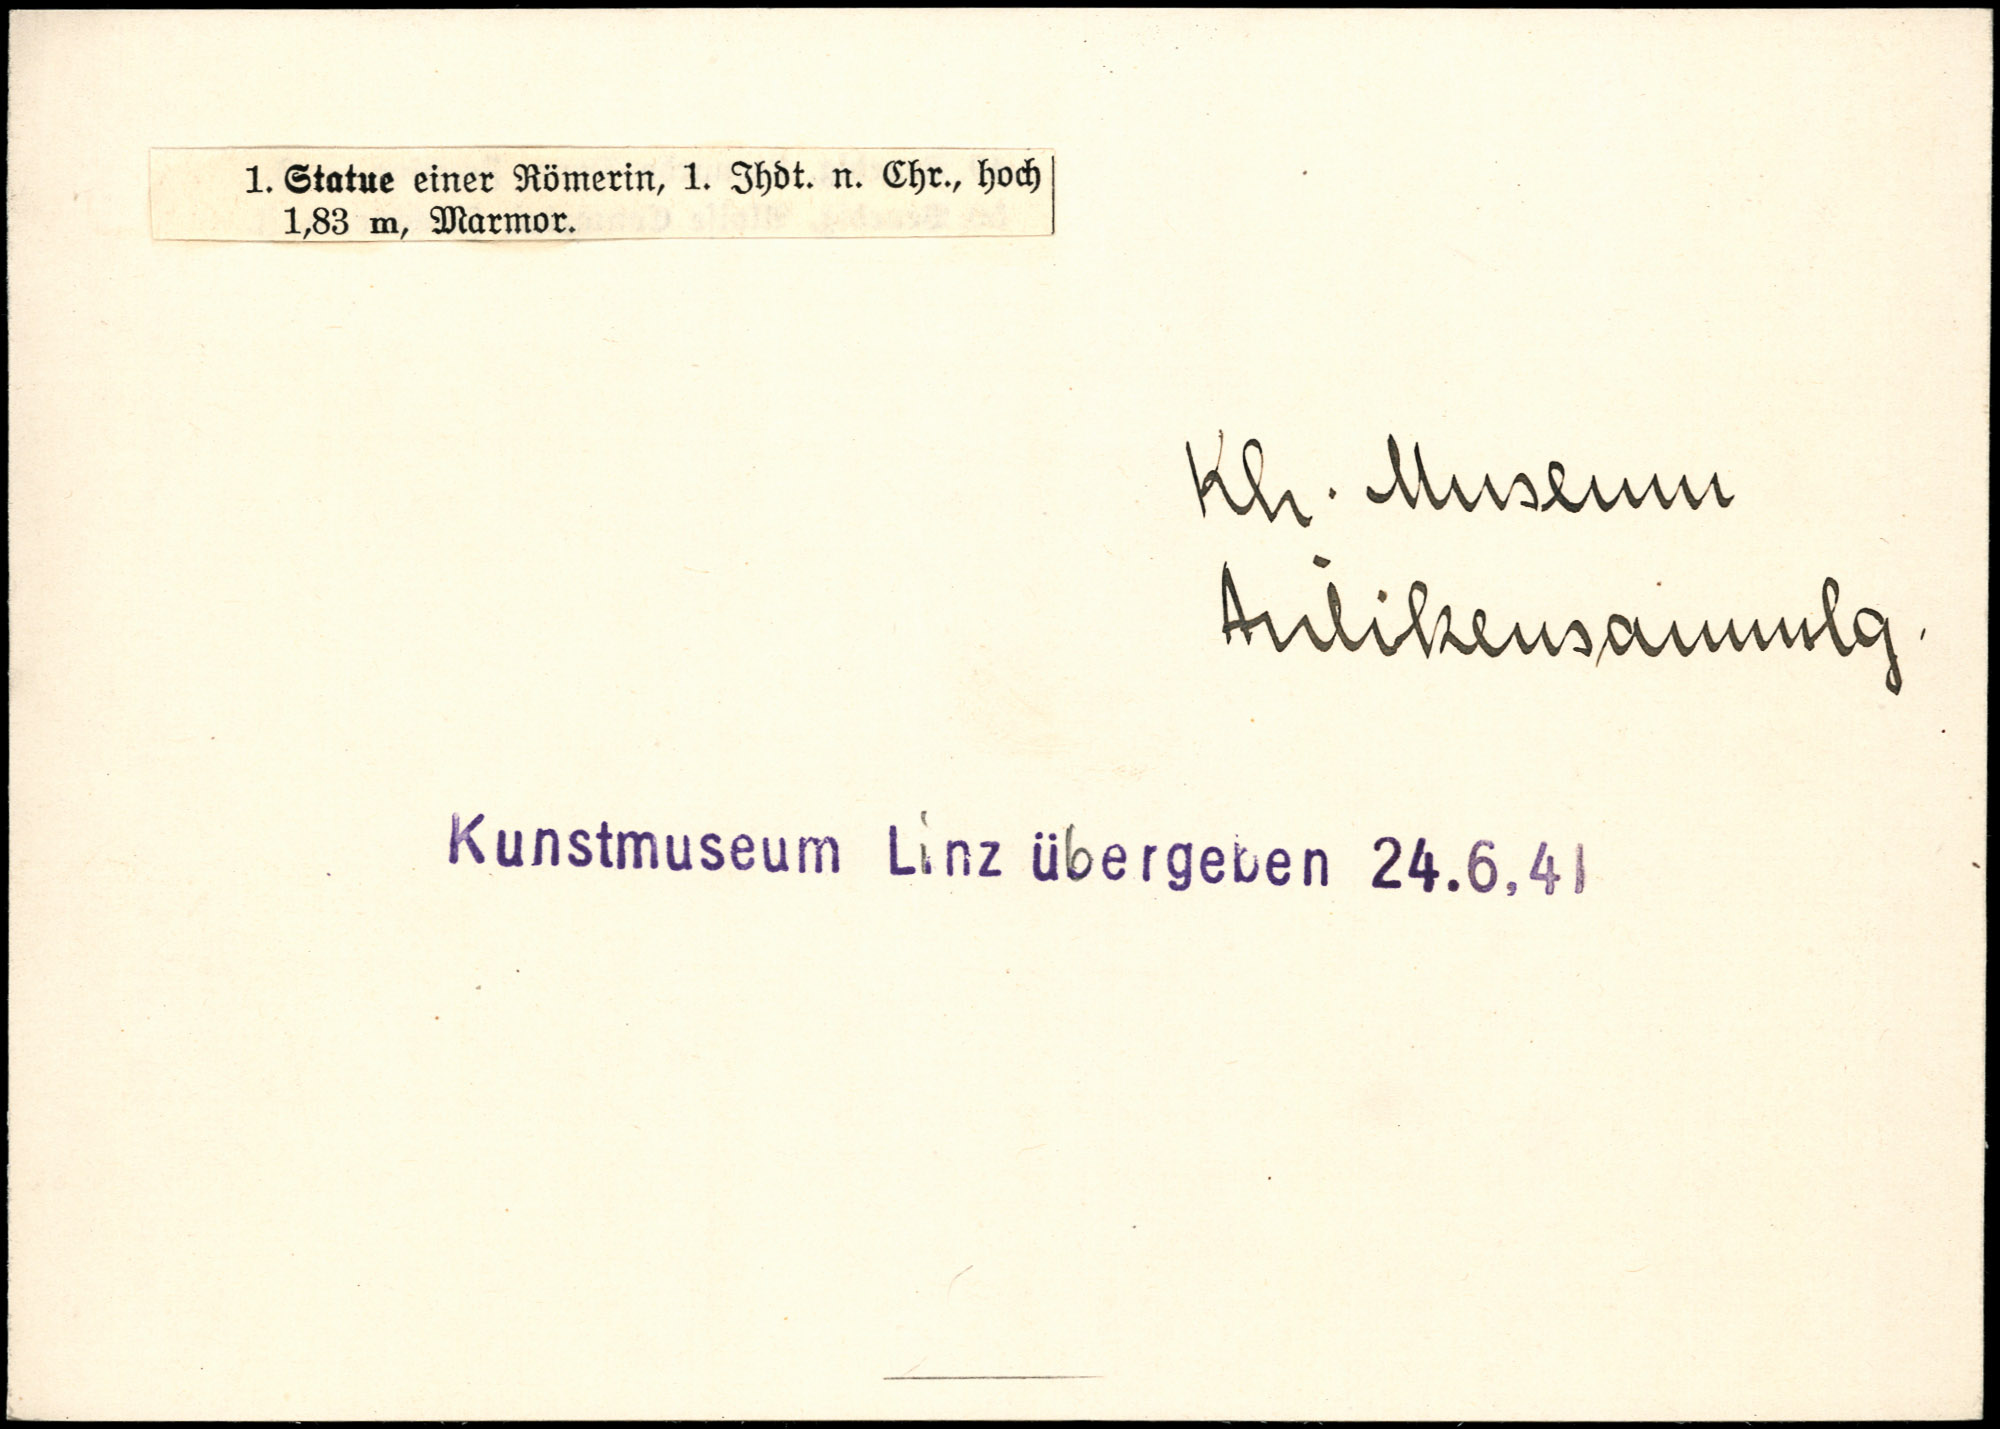 1. Statue einer Römerin, 1. Jhdt. n. Chr., hoch
1,83 m, Marmor.
Kh. Museum
Antikensammlg.
Kunstmuseum Linz übergeben 24.6.41